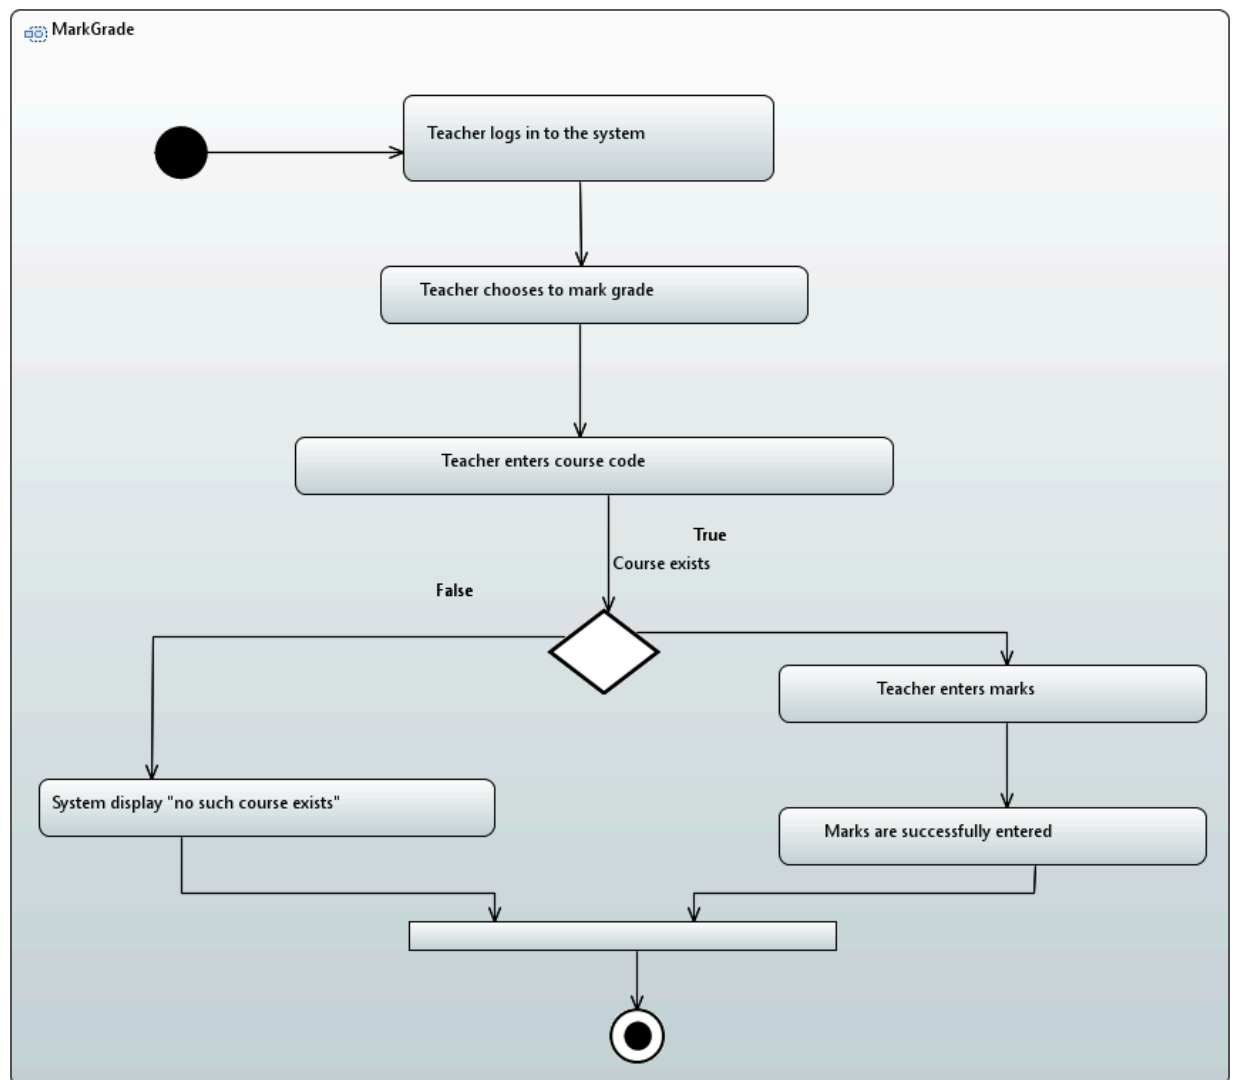 MarkGrade
Teacher logs in to the system
Teacher chooses to mark grade
Teacher enters course code
True
Course exists
False
Teacher enters marks
System display "no such course exists"
Marks are successfully entered